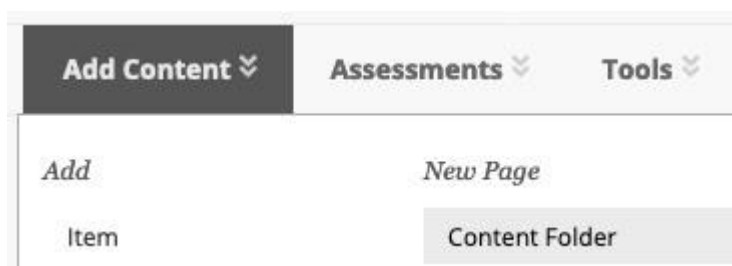 Add Content Assessments Tools
Add New Page
Item Content Folder